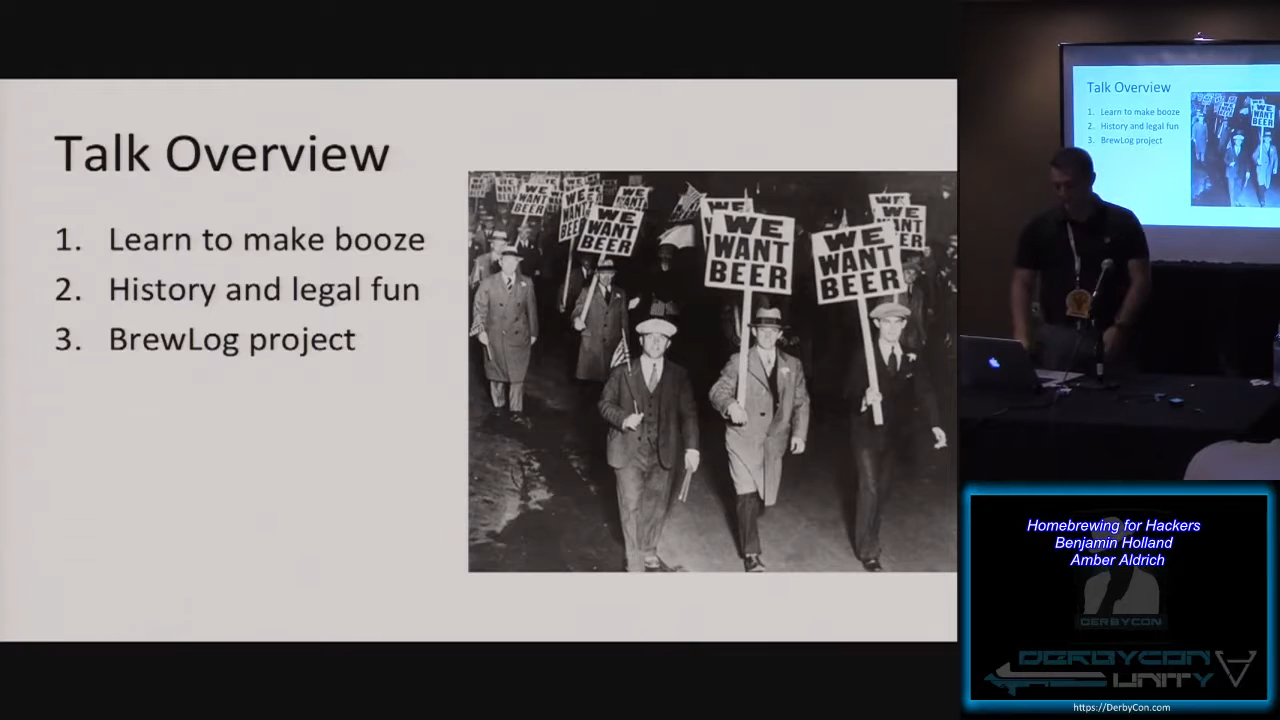 Talk Overview
1. Learn to make booze
2. History and legal fun
3. BrewLog project
WE
WANT
BEER
WE
WANT
BEER
WE
WANT
BEER
WE
WANT
BEER
Talk Overview
1. Learn to make booze
2. History and legal fun
3. BrewLog project
WE
WANT
BEER
Homebrewing for Hackers
Benjamin Holland
Amber Aldrich
DERBYCON
DERBYCON
UNITY
https://DerbyCon.com